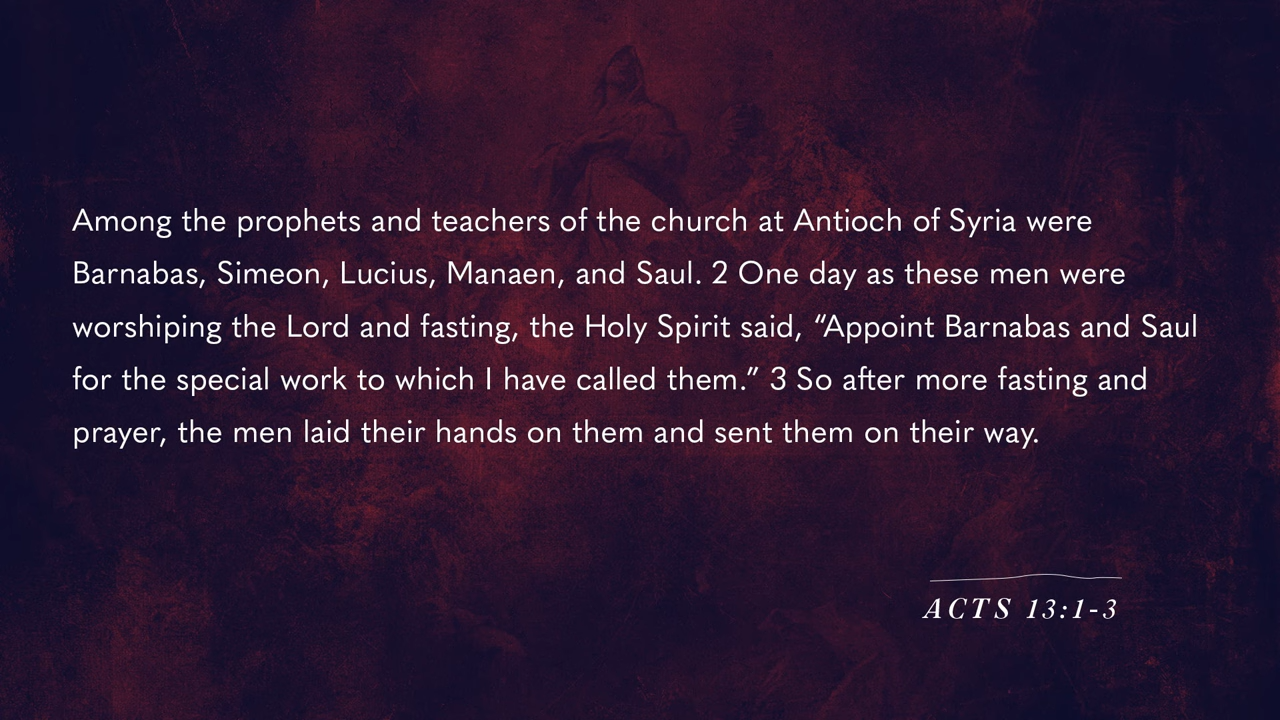 Among the prophets and teachers of the church at Antioch of Syria were
Barnabas, Simeon, Lucius, Manaen, and Saul. 2 One day as these men were
worshiping the Lord and fasting, the Holy Spirit said, “Appoint Barnabas and Saul
for the special work to which I have called them.” 3 So after more fasting and
prayer, the men laid their hands on them and sent them on their way.
ACTS 13:1-3